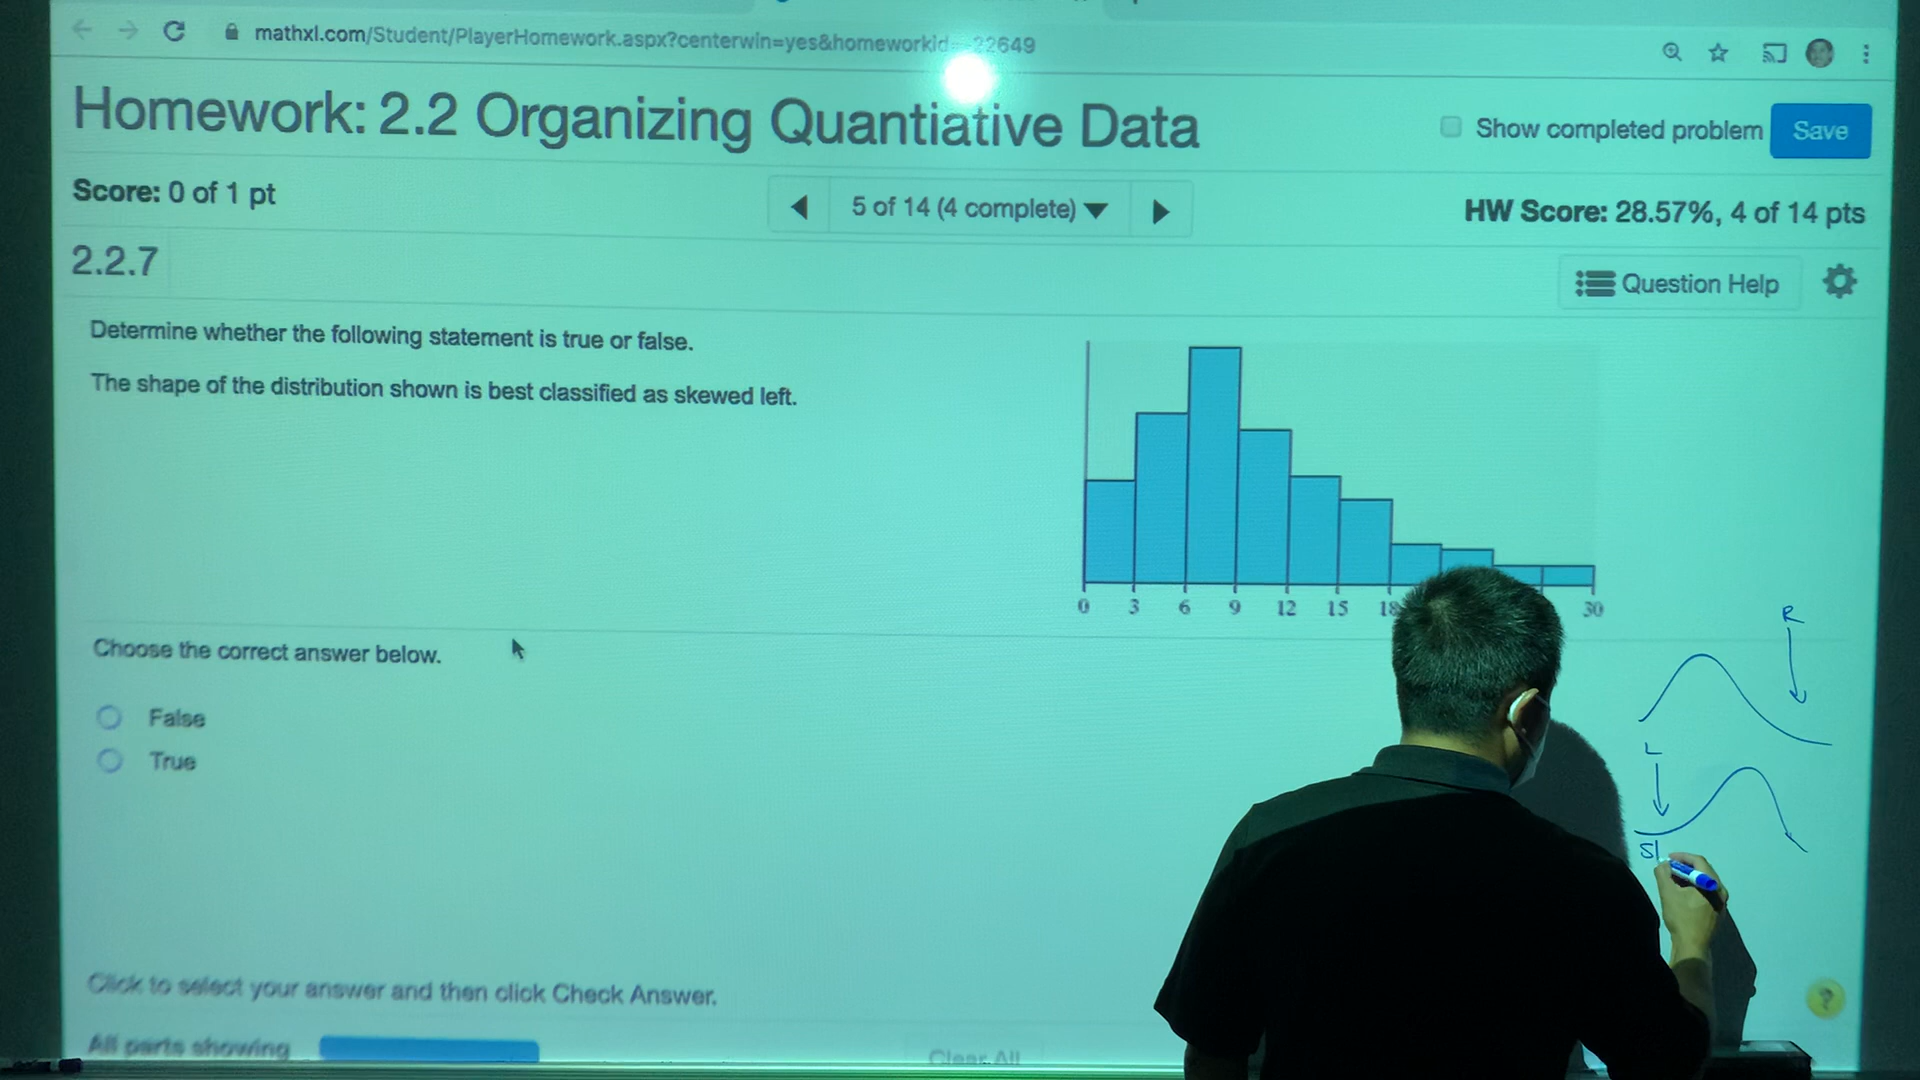 mathxl.com/Student/PlayerHomework.aspx?centerwin=yes&homeworkid 22649
Homework: 2.2 Organizing Quantiative Data
Show completed problem Save
Score: 0 of 1 pt
5 of 14 (4 complete)
HW Score: 28.57%, 4 of 14 pts
2.2.7
Question Help
Determine whether the following statement is true or false.
The shape of the distribution shown is best classified as skewed left.
0 3 6 9 12 15 18 30
Choose the correct answer below.
False
True
R
L
Click to select your answer and then click Check Answer.
?
All parts showing
Clear All